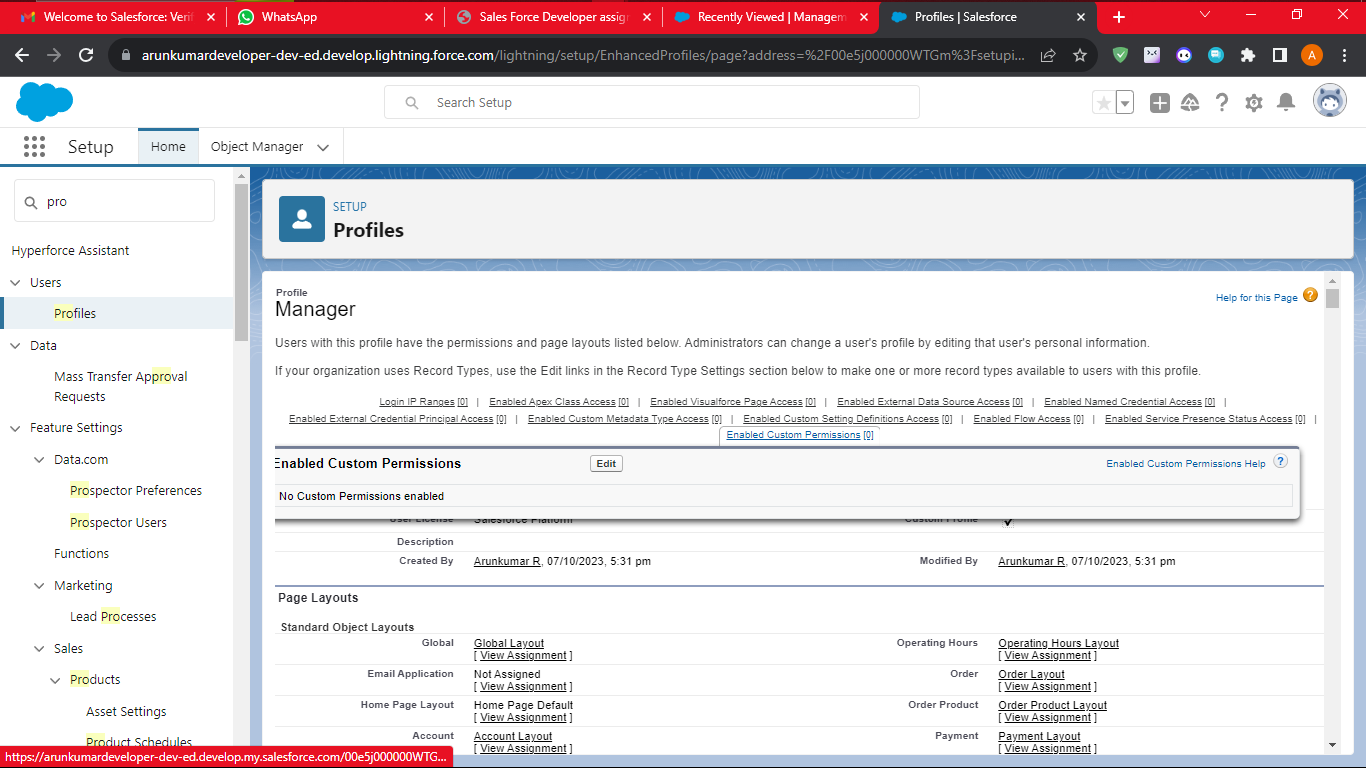 Welcome to Salesforce: Verif
WhatsApp
Sales Force Developer assign
Recently Viewed | Managem
Profiles | Salesforce
arunkumardeveloper-dev-ed.develop.lightning.force.com/lightning/setup/EnhancedProfiles/page?address=%2F00e5j000000WTGm%3Fsetupi...
A
Search Setup
Setup
Home
Object Manager
pro
Hyperforce Assistant
Users
Profiles
Data
Mass Transfer Approval
Requests
Feature Settings
Data.com
Prospector Preferences
Prospector Users
Functions
Marketing
Lead Processes
Sales
Products
Asset Settings
Product Schedules
https://arunkumardeveloper-dev-ed.develop.my.salesforce.com/00e5j000000WTG...
SETUP
Profiles
Profile
Manager
Help for this Page
Users with this profile have the permissions and page layouts listed below. Administrators can change a user's profile by editing that user's personal information.
If your organization uses Record Types, use the Edit links in the Record Type Settings section below to make one or more record types available to users with this profile.
Login IP Ranges [0] | Enabled Apex Class Access [0] | Enabled Visualforce Page Access [0] | Enabled External Data Source Access [0] | Enabled Named Credential Access [0] |
Enabled External Credential Principal Access [0] | Enabled Custom Metadata Type Access [0] | Enabled Custom Setting Definitions Access [0] | Enabled Flow Access [0] | Enabled Service Presence Status Access [0] |
Enabled Custom Permissions [0]
Enabled Custom Permissions Edit Enabled Custom Permissions Help ?
No Custom Permissions enabled
User License Salesforce Platform Custom Profile
Description
Created By Arunkumar R, 07/10/2023, 5:31 pm Modified By Arunkumar R, 07/10/2023, 5:31 pm
Page Layouts
Standard Object Layouts
Global Global Layout Operating Hours Operating Hours Layout
[ View Assignment ] [ View Assignment ]
Email Application Not Assigned Order Order Layout
[ View Assignment ] [ View Assignment ]
Home Page Layout Home Page Default Order Product Order Product Layout
[ View Assignment ] [ View Assignment ]
Account Account Layout Payment Payment Layout
[ View Assignment ] [ View Assignment ]